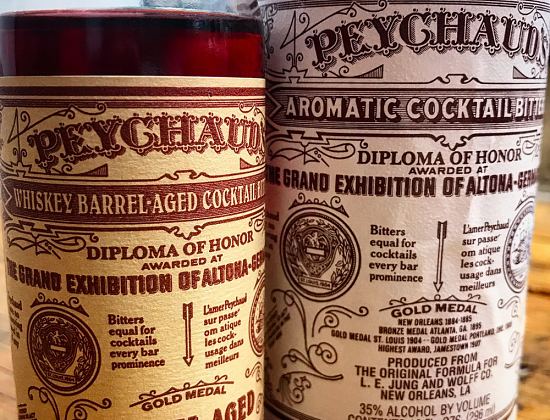 PEYCHAUD'S
WHISKEY BARREL-AGED COCKTAIL
DIPLOMA OF HONOR
AWARDED AT
THE GRAND EXHIBITION OF ALTONA-GE
Bitters
equal for
cocktails
every bar
prominence
L'amer Peychaud
sur passe
om atique
les cock-
usage dans
meilleurs
GOLD MEDAL
AGED
PEYCHAUD'S
AROMATIC COCKTAIL BITTE
DIPLOMA OF HONOR
AWARDED AT
THE GRAND EXHIBITION OF ALTONA-GERM
Bitters
equal for
cocktails
every bar
prominence
L'amer Peychaud
sur passe'
om atique
les cock-
usage dans
meilleurs
GOLD MEDAL
NEW ORLEANS 1884-1885
BRONZE MEDAL ATLANTA, GA. 1895
GOLD MEDAL ST. LOUIS 1904 -- GOLD MEDAL PORTLAND, ORE.
HIGHEST AWARD, JAMESTOWN 1907
PRODUCED FROM
THE ORIGINAL FORMULA FOR
L. E. JUNG AND WOLFF CO.
NEW ORLEANS, LA
35% ALCOHOL BY VOLUME